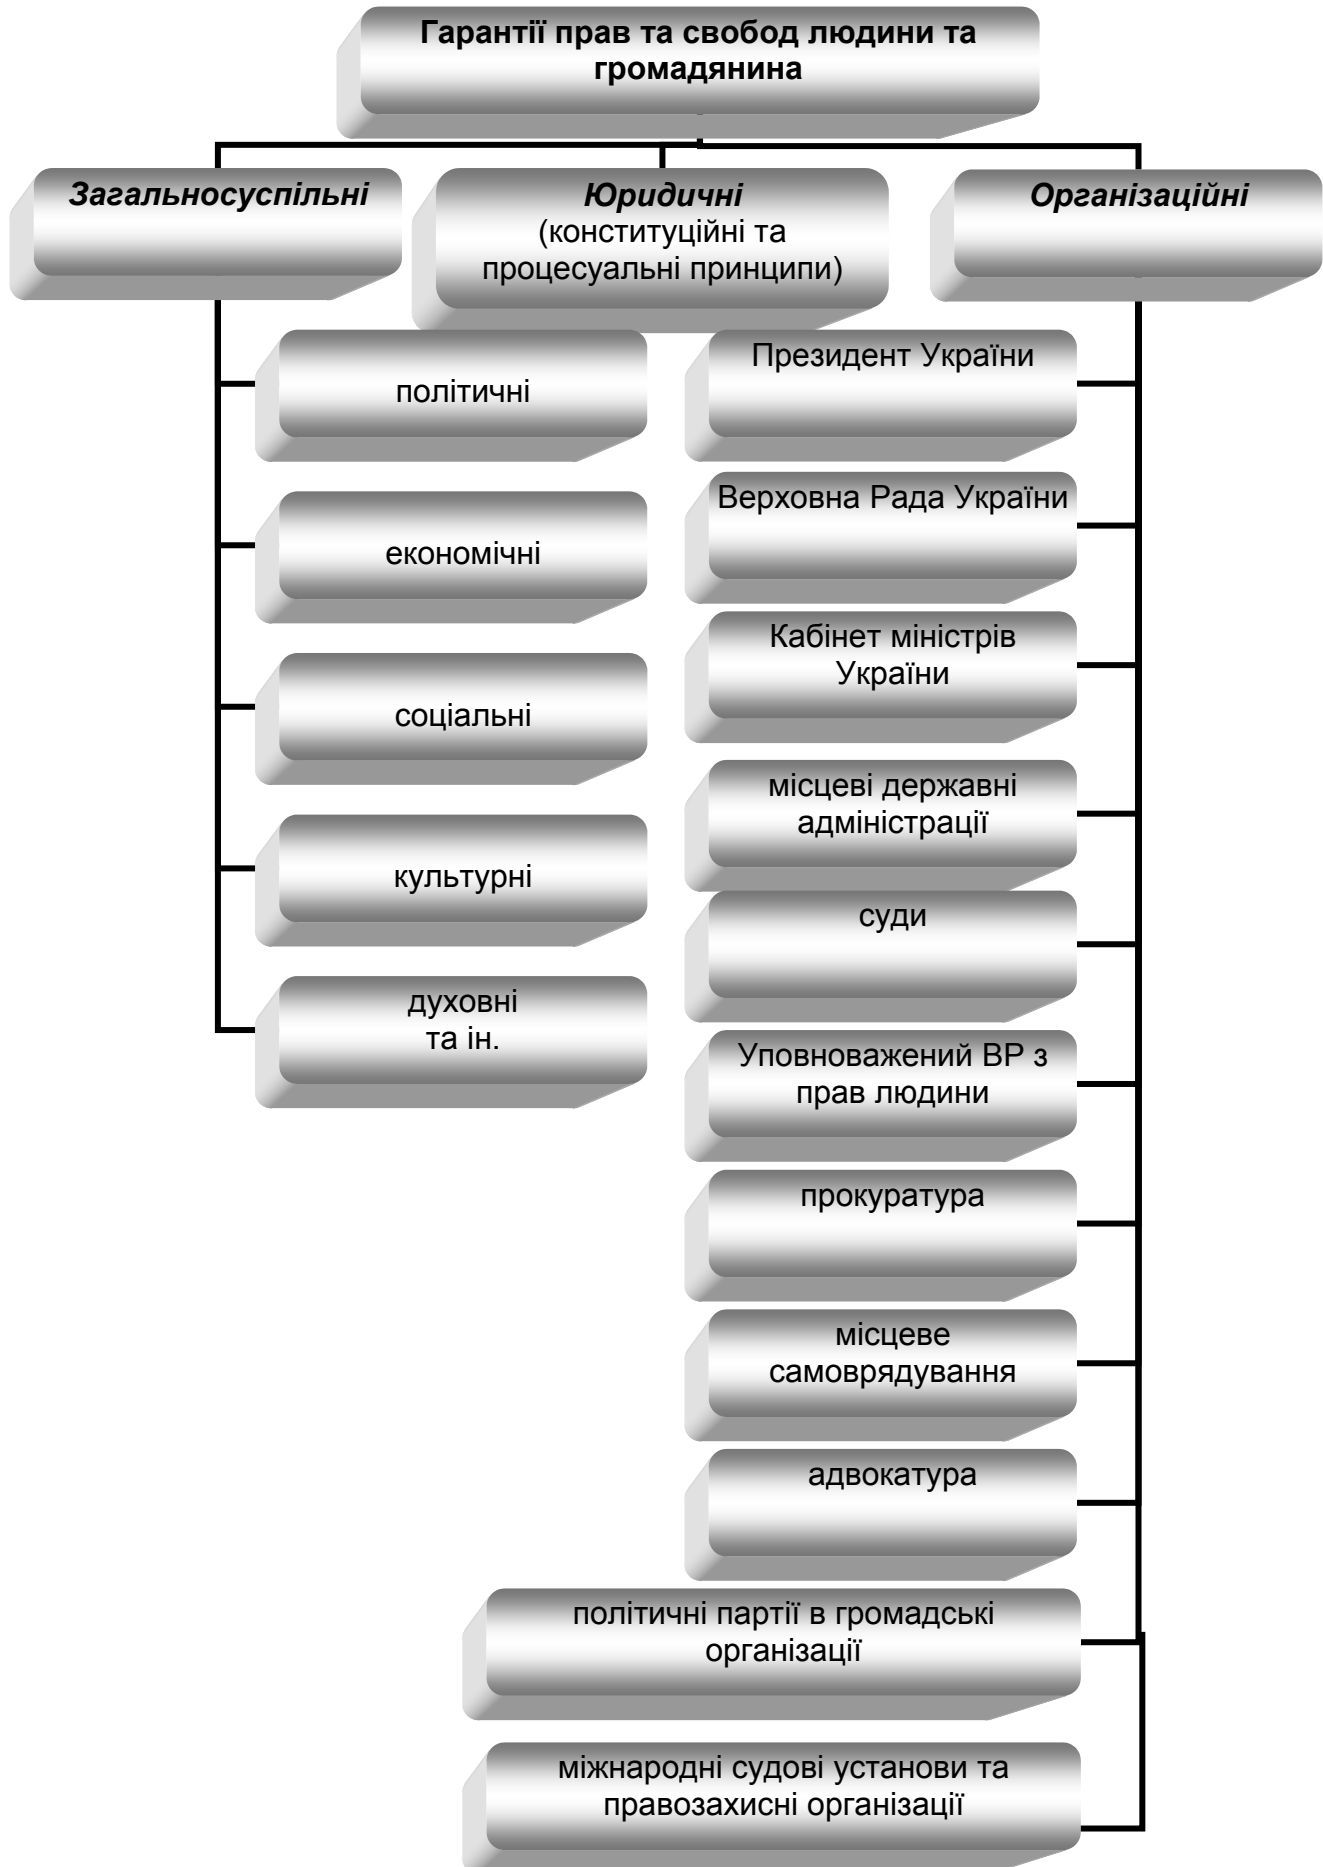 Гарантії прав та свобод людини та
громадянина
Загальносуспільні
Юридичні
(конституційні та
процесуальні принципи)
Організаційні
політичні
економічні
соціальні
культурні
духовні
та ін.
Президент України
Верховна Рада України
Кабінет міністрів
України
місцеві державні
адміністрації
суди
Уповноважений ВР з
прав людини
прокуратура
місцеве
самоврядування
адвокатура
політичні партії в громадські
організації
міжнародні судові установи та
правозахисні організації